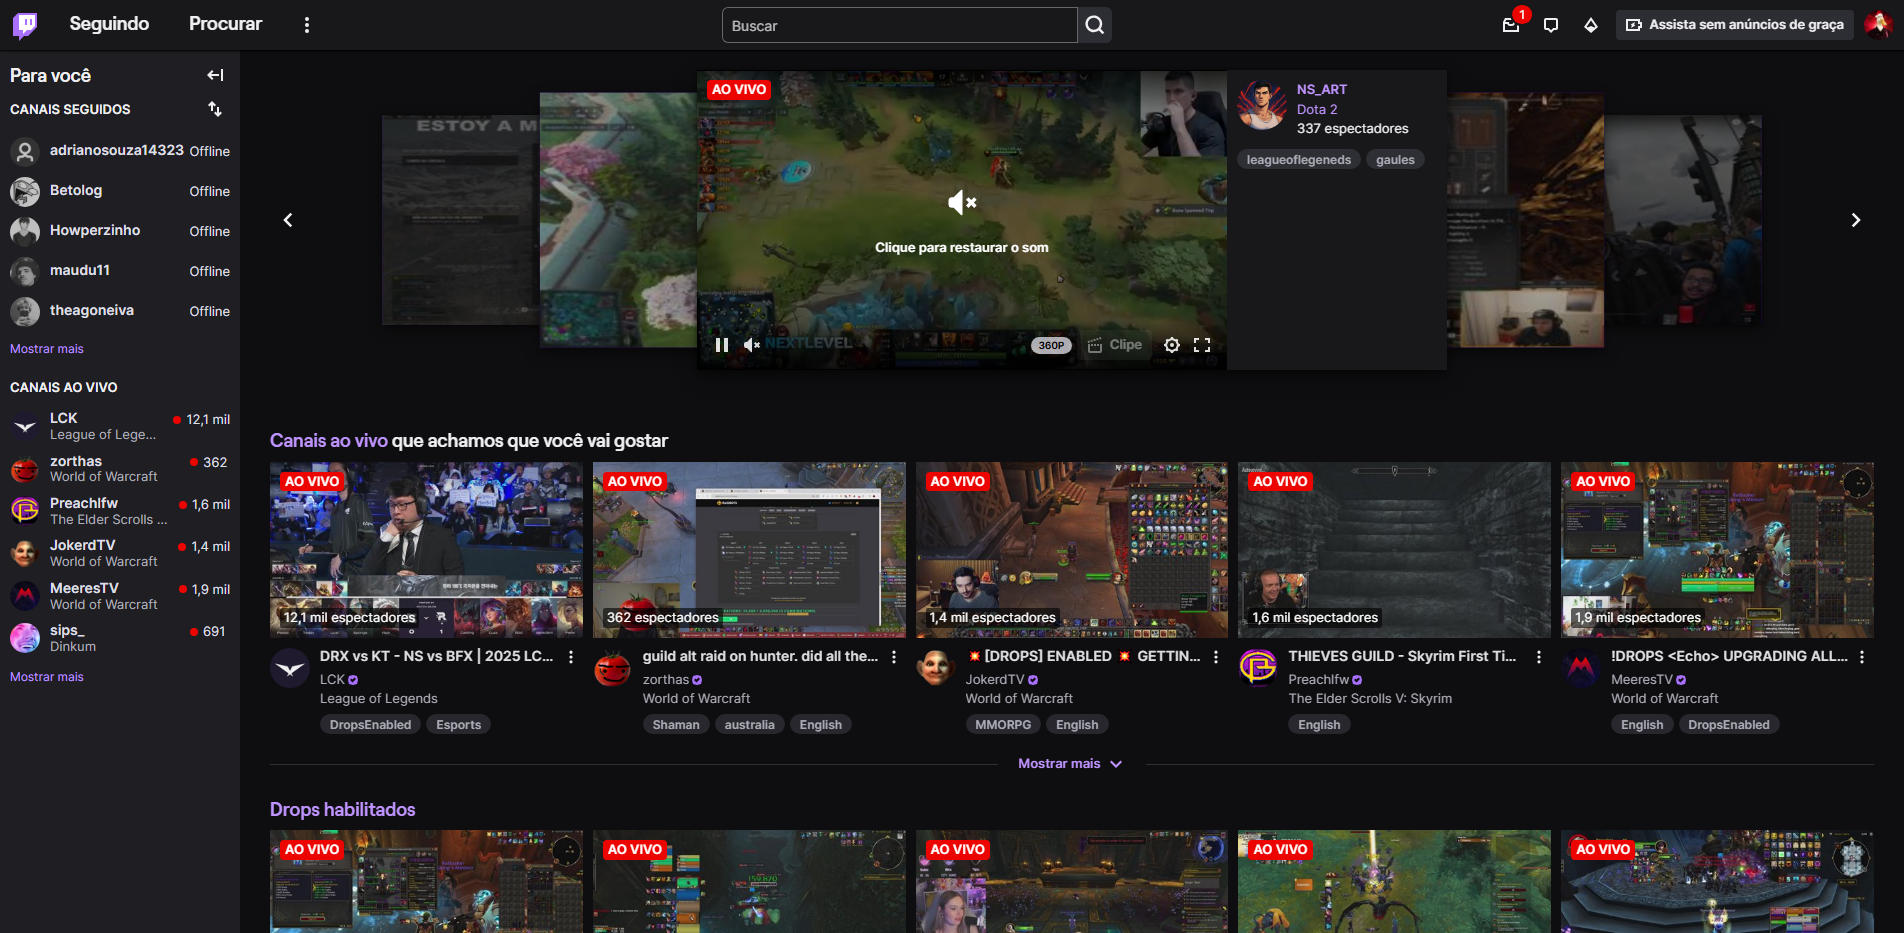 Seguindo
Procurar
Buscar
1
Assista sem anúncios de graça
Para você
CANAIS SEGUIDOS
adrianosouza14323 Offline
Betolog Offline
Howperzinho Offline
maudu11 Offline
theagoneiva Offline
Mostrar mais
CANAIS AO VIVO
LCK 12,1 mil
League of Lege...
zorthas 362
World of Warcraft
Preachlfw 1,6 mil
The Elder Scrolls ...
JokerdTV 1,4 mil
World of Warcraft
MeeresTV 1,9 mil
World of Warcraft
sips_ 691
Dinkum
Mostrar mais
ESTOY A M
AO VIVO
Clique para restaurar o som
NEXTLEVEL
360P
Clipe
NS_ART
Dota 2
337 espectadores
leagueoflegeneds gaules
Canais ao vivo que achamos que você vai gostar
AO VIVO
12,1 mil espectadores
DRX vs KT - NS vs BFX | 2025 LC...
LCK
League of Legends
DropsEnabled Esports
AO VIVO
362 espectadores
guild alt raid on hunter. did all the...
zorthas
World of Warcraft
Shaman australia English
AO VIVO
1,4 mil espectadores
💥 [DROPS] ENABLED 💥 GETTIN...
JokerdTV
World of Warcraft
MMORPG English
AO VIVO
1,6 mil espectadores
THIEVES GUILD - Skyrim First Ti...
Preachlfw
The Elder Scrolls V: Skyrim
English
AO VIVO
1,9 mil espectadores
!DROPS <Echo> UPGRADING ALL...
MeeresTV
World of Warcraft
English DropsEnabled
Mostrar mais
Drops habilitados
AO VIVO
AO VIVO
AO VIVO
AO VIVO
AO VIVO